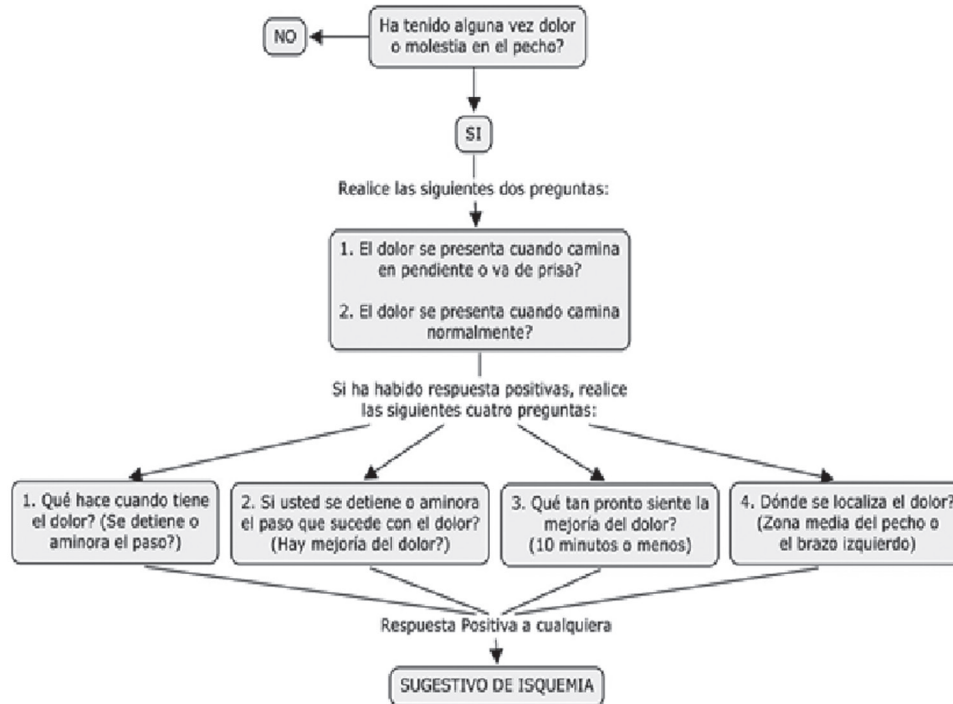 Ha tenido alguna vez dolor
o molestia en el pecho?
NO
SI
Realice las siguientes dos preguntas:
1. El dolor se presenta cuando camina
en pendiente o va de prisa?
2. El dolor se presenta cuando camina
normalmente?
Si ha habido respuesta positivas, realice
las siguientes cuatro preguntas:
1. Qué hace cuando tiene
el dolor? (Se detiene o
aminora el paso?)
2. Si usted se detiene o aminora
el paso que sucede con el dolor?
(Hay mejoría del dolor?)
3. Qué tan pronto siente la
mejoría del dolor?
(10 minutos o menos)
4. Dónde se localiza el dolor?
(Zona media del pecho o
el brazo izquierdo)
Respuesta Positiva a cualquiera
SUGESTIVO DE ISQUEMIA